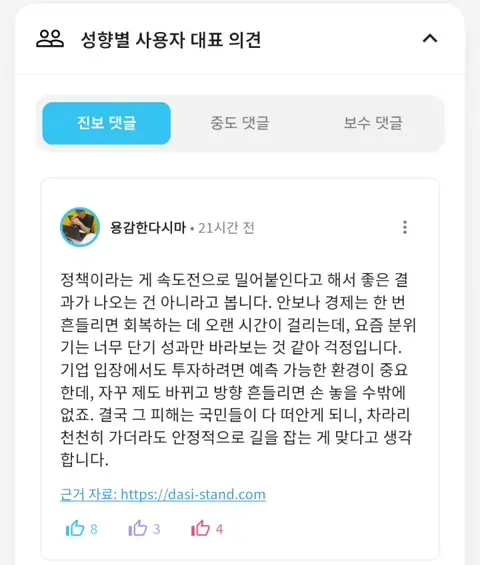 성향별 사용자 대표 의견
진보 댓글 중도 댓글 보수 댓글
용감한다시마 • 21시간 전
정책이라는 게 속도전으로 밀어붙인다고 해서 좋은 결
과가 나오는 건 아니라고 봅니다. 안보나 경제는 한 번
흔들리면 회복하는 데 오랜 시간이 걸리는데, 요즘 분위
기는 너무 단기 성과만 바라보는 것 같아 걱정입니다.
기업 입장에서도 투자하려면 예측 가능한 환경이 중요
한데, 자꾸 제도 바뀌고 방향 흔들리면 손 놓을 수밖에
없죠. 결국 그 피해는 국민들이 다 떠안게 되니, 차라리
천천히 가더라도 안정적으로 길을 잡는 게 맞다고 생각
합니다.
근거 자료: https://dasi-stand.com
8 3 4